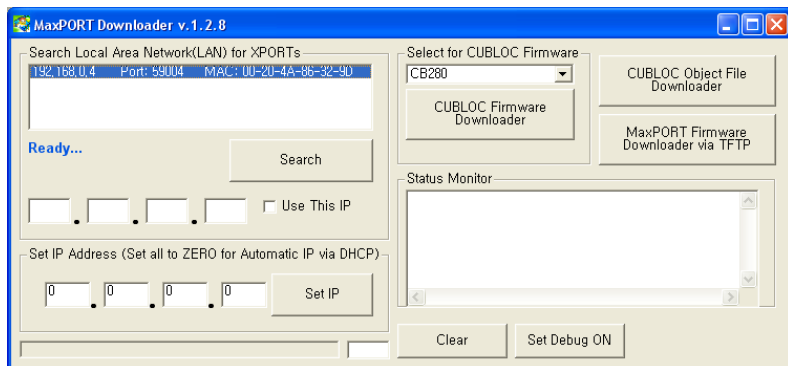 MaxPORT Downloader v.1.2.8
Search Local Area Network(LAN) for XPORTs
192,168,0,4 Port: 59004 MAC: 00-20-4A-86-32-9D
Ready...
Search
. . .
Use This IP
Set IP Address (Set all to ZERO for Automatic IP via DHCP)
0 . 0 . 0 . 0
Set IP
Select for CUBLOC Firmware
CB280
CUBLOC Firmware
Downloader
CUBLOC Object File
Downloader
MaxPORT Firmware
Downloader via TFTP
Status Monitor
Clear
Set Debug ON